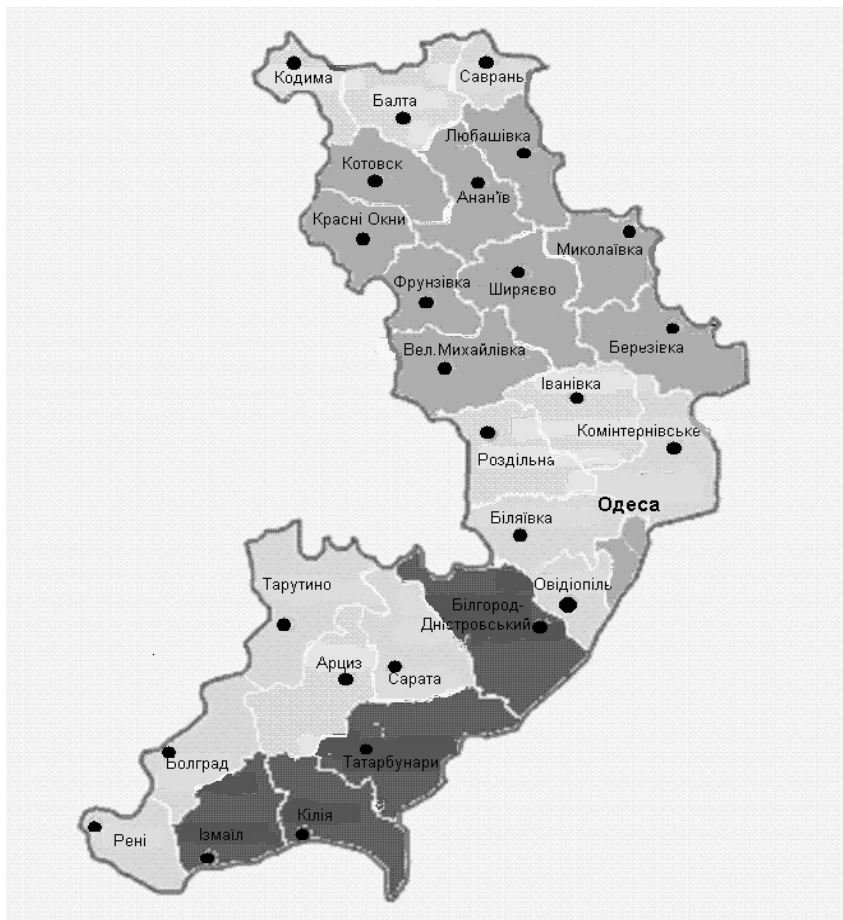 Саврань
Кодима
Балта
Любашівка
Котовск
Анан'їв
Красні Окни
Миколаївка
Фрунзівка
Ширяєво
Вел.Михайлівка
Березівка
Іванівка
Комінтернівське
Роздільна
Одеса
Біляївка
Тарутино
Овідіопіль
Білгород-
Дністровський
Арциз
Сарата
Татарбунари
Болград
Кілія
Ізмаїл
Рені